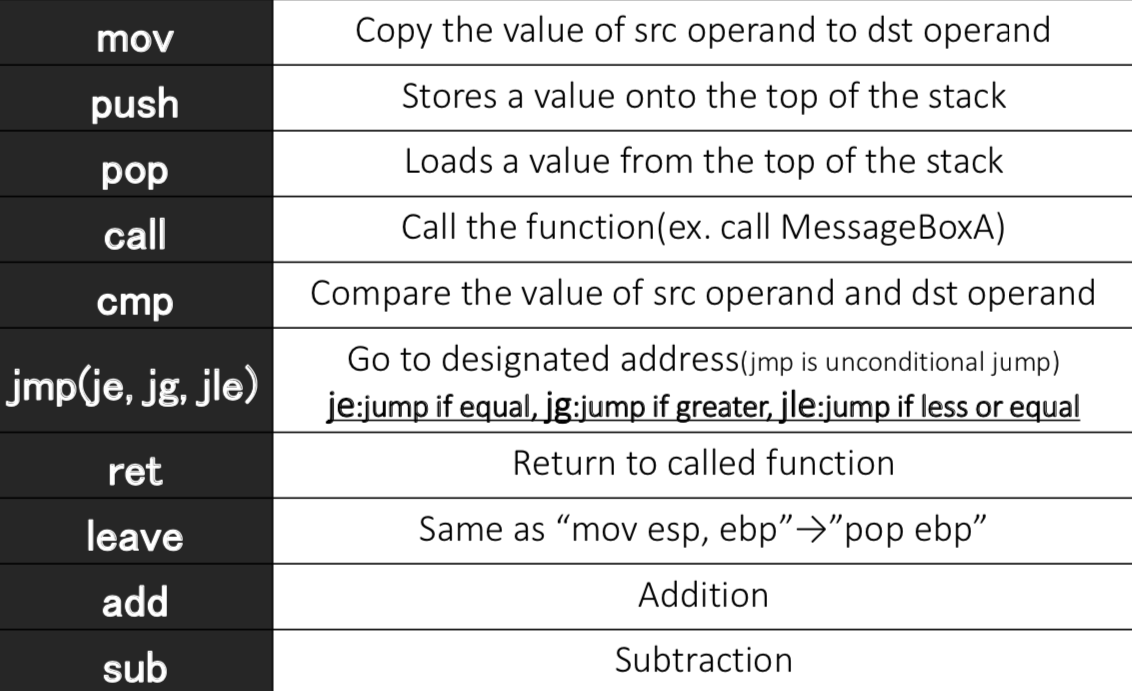 mov
Copy the value of src operand to dst operand
push
Stores a value onto the top of the stack
pop
Loads a value from the top of the stack
call
Call the function(ex. call MessageBoxA)
cmp
Compare the value of src operand and dst operand
jmp(je, jg, jle)
Go to designated address(jmp is unconditional jump)
je:jump if equal, jg:jump if greater, jle:jump if less or equal
ret
Return to called function
leave
Same as “mov esp, ebp”→”pop ebp”
add
Addition
sub
Subtraction